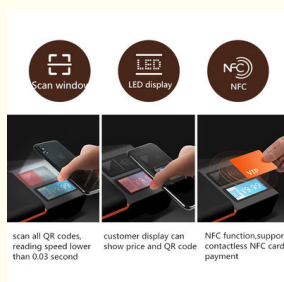 Scan window
LED
LED display
NFC
NFC
VIP
scan all QR codes,
reading speed lower
than 0.03 second
customer display can
show price and QR code
NFC function,suppor
contactless NFC card
payment